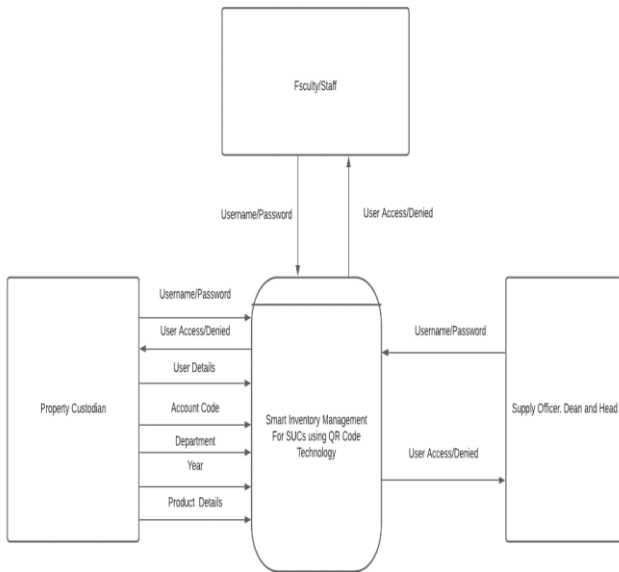 Fsculty/Staff
Username/Password
User Access/Denied
Username/Password
User Access/Denied
User Details
Account Code
Department
Year
Product Details
Property Custodian
Smart Inventory Management
For SUCs using QR Code
Technology
Username/Password
User Access/Denied
Supply Officer. Dean and Head